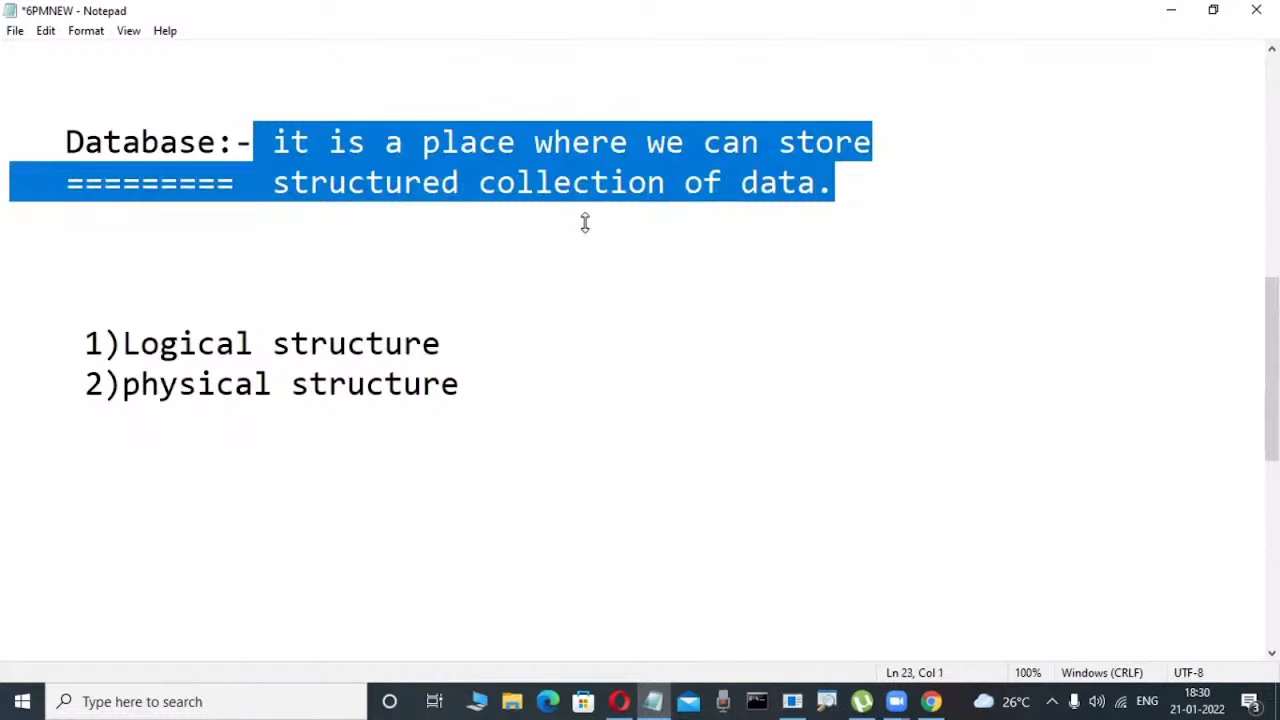 *6PMNEW - Notepad
File Edit Format View Help
Database:- it is a place where we can store
========= structured collection of data.
1)Logical structure
2)physical structure
Ln 23, Col 1 100% Windows (CRLF) UTF-8
Type here to search
26°C ENG 18:30
21-01-2022 3